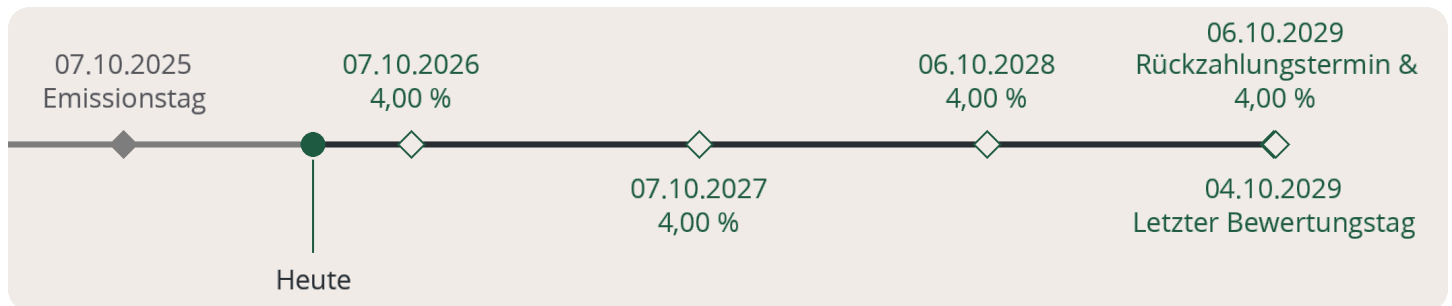 07.10.2025
Emissionstag
07.10.2026
4,00 %
06.10.2028
4,00 %
06.10.2029
Rückzahlungstermin &
4,00 %
07.10.2027
4,00 %
04.10.2029
Letzter Bewertungstag
Heute